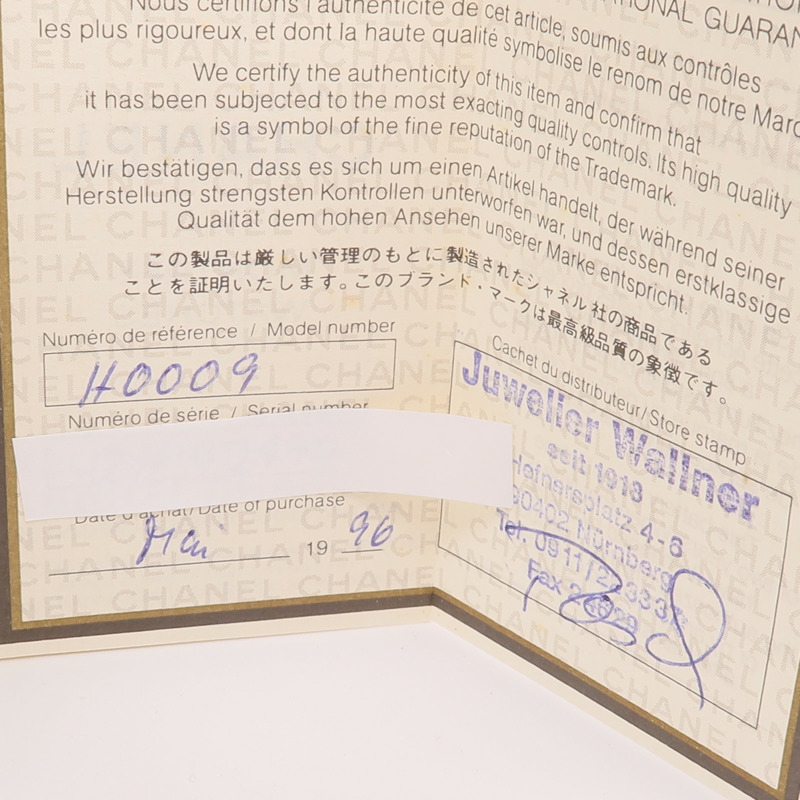 Nous certifions l'authenticité de cet article, soumis aux contrôles
les plus rigoureux, et dont la haute qualité symbolise le renom de notre
We certify the authenticity of this item and confirm that
it has been subjected to the most exacting quality controls. Its high quality
is a symbol of the fine reputation of the Trademark.
Wir bestätigen, dass es sich um einen Artikel handelt, der während seiner
Herstellung strengsten Kontrollen unterworfen war, und dessen erstklassige
Qualität dem hohen Ansehen unserer Marke entspricht.
この製品は厳しい管理のもとに製造されたシャネル社の商品である
ことを証明いたします。このブランド・マークは最高級品質の象徴です。
Numéro de référence / Model number
H0009
Numéro de série / Serial number
Date d'achat/Date of purchase
Mai 19 96
Cachet du distributeur/Store stamp
Juwelier Wallner
seit 1913
Hefnersplatz 4-6
90402 Nürnberg
Tel. 0911/
Fax